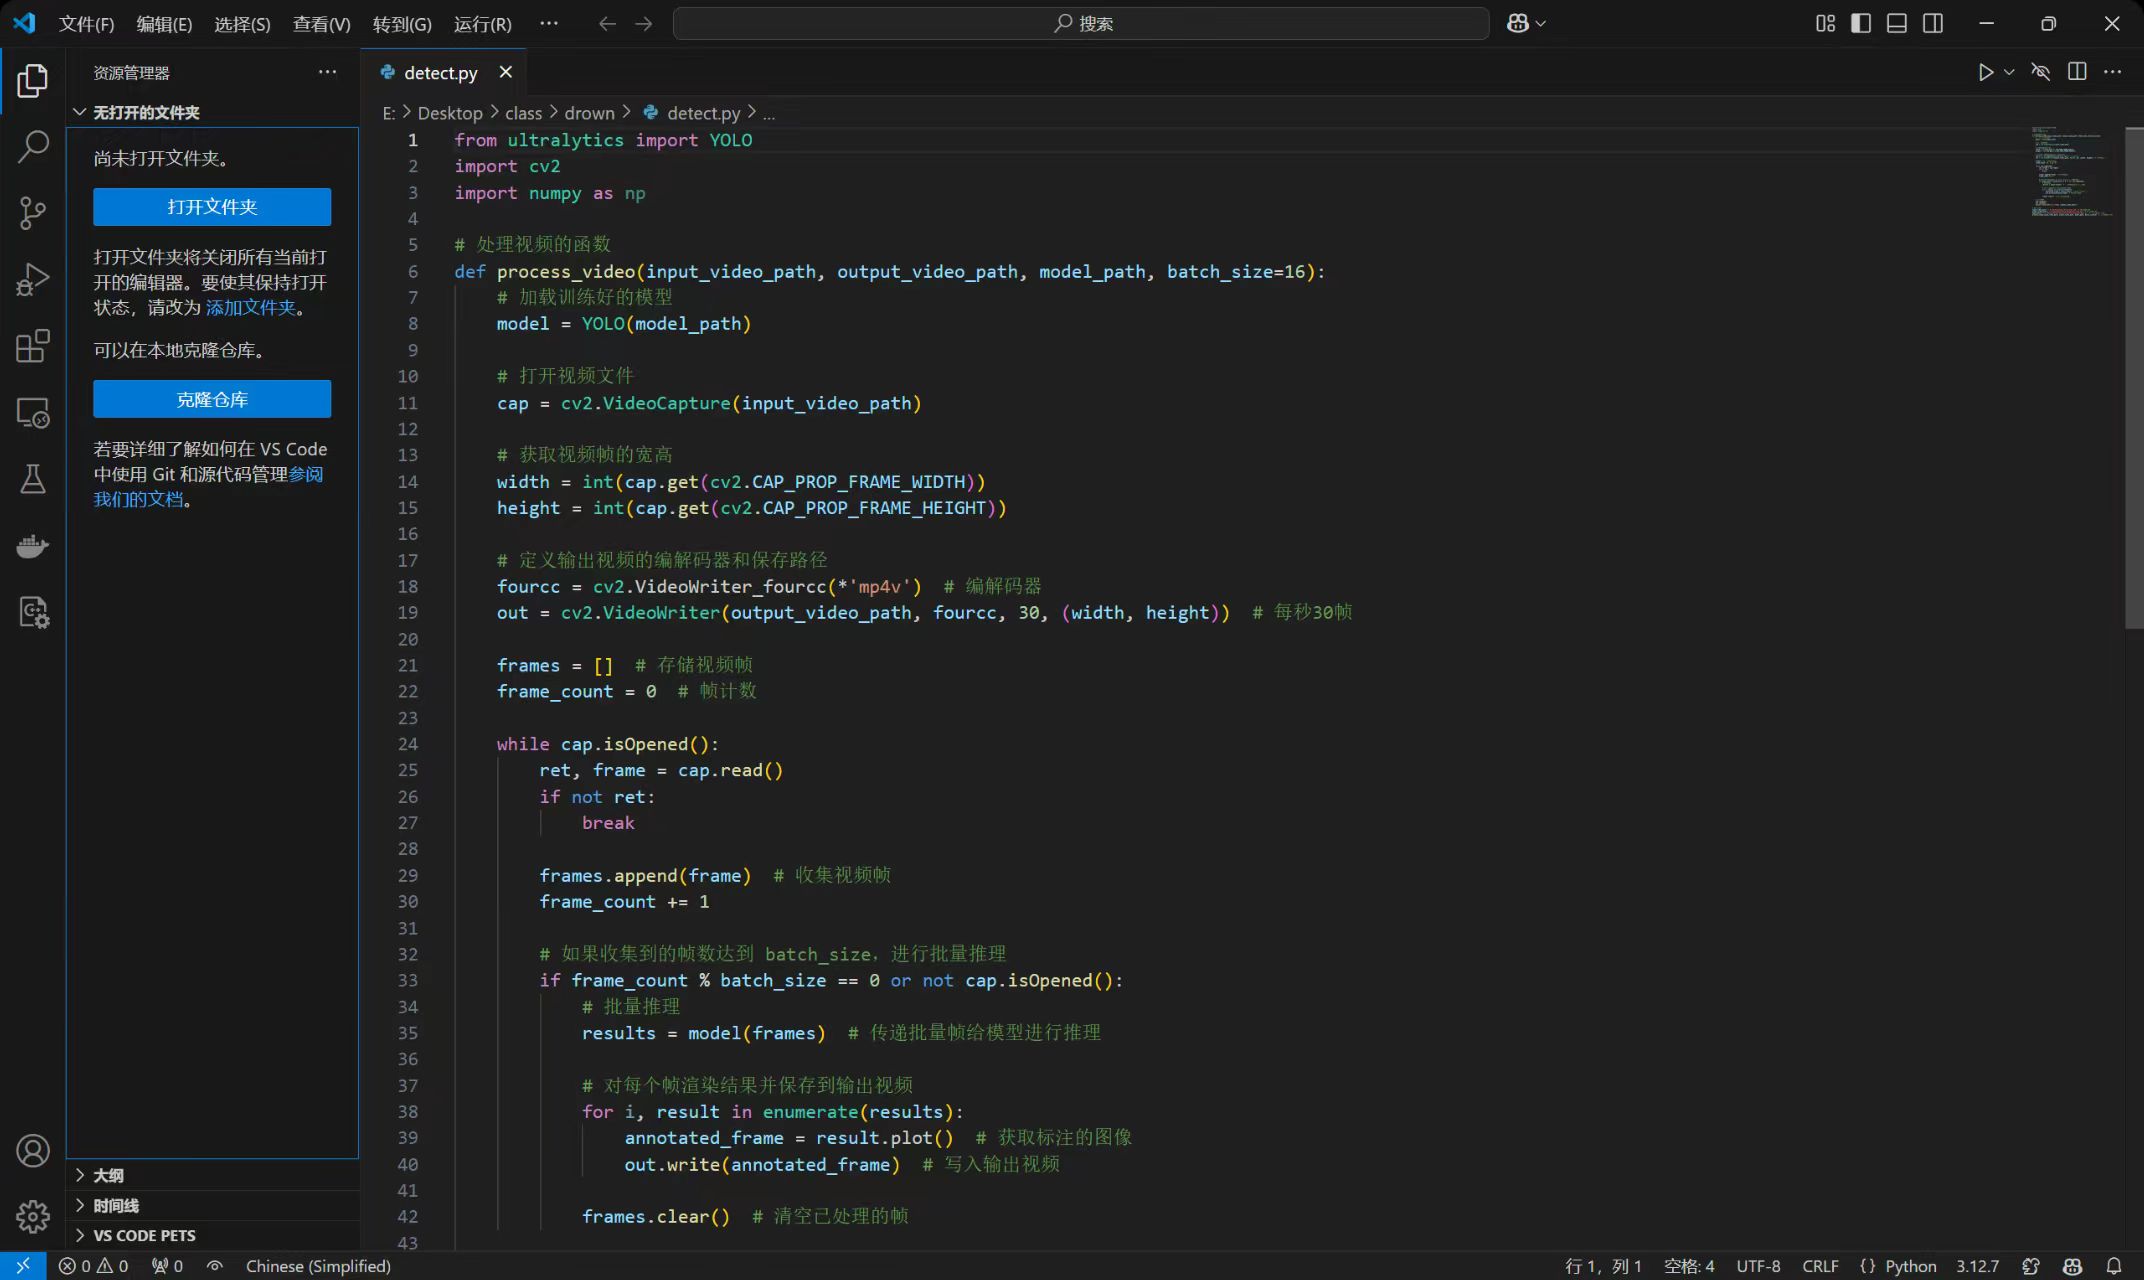 文件(F) 编辑(E) 选择(S) 查看(V) 转到(G) 运行(R) ··· 搜索
资源管理器 ···
无打开的文件夹
尚未打开文件夹。
打开文件夹
打开文件夹将关闭所有当前打
开的编辑器。要使其保持打开
状态，请改为 添加文件夹。
可以在本地克隆仓库。
克隆仓库
若要详细了解如何在 VS Code
中使用 Git 和源代码管理参阅
我们的文档。
大纲
时间线
VS CODE PETS
detect.py
E: > Desktop > class > drown > detect.py > ...
1 from ultralytics import YOLO
2 import cv2
3 import numpy as np
4
5 # 处理视频的函数
6 def process_video(input_video_path, output_video_path, model_path, batch_size=16):
7     # 加载训练好的模型
8     model = YOLO(model_path)
9
10     # 打开视频文件
11     cap = cv2.VideoCapture(input_video_path)
12
13     # 获取视频帧的宽高
14     width = int(cap.get(cv2.CAP_PROP_FRAME_WIDTH))
15     height = int(cap.get(cv2.CAP_PROP_FRAME_HEIGHT))
16
17     # 定义输出视频的编解码器和保存路径
18     fourcc = cv2.VideoWriter_fourcc(*'mp4v')  # 编解码器
19     out = cv2.VideoWriter(output_video_path, fourcc, 30, (width, height))  # 每秒30帧
20
21     frames = []  # 存储视频帧
22     frame_count = 0  # 帧计数
23
24     while cap.isOpened():
25         ret, frame = cap.read()
26         if not ret:
27             break
28
29         frames.append(frame)  # 收集视频帧
30         frame_count += 1
31
32         # 如果收集到的帧数达到 batch_size，进行批量推理
33         if frame_count % batch_size == 0 or not cap.isOpened():
34             # 批量推理
35             results = model(frames)  # 传递批量帧给模型进行推理
36
37             # 对每个帧渲染结果并保存到输出视频
38             for i, result in enumerate(results):
39                 annotated_frame = result.plot()  # 获取标注的图像
40                 out.write(annotated_frame)  # 写入输出视频
41
42             frames.clear()  # 清空已处理的帧
43
0 0 0 Chinese (Simplified) 行 1，列 1 空格: 4 UTF-8 CRLF {} Python 3.12.7